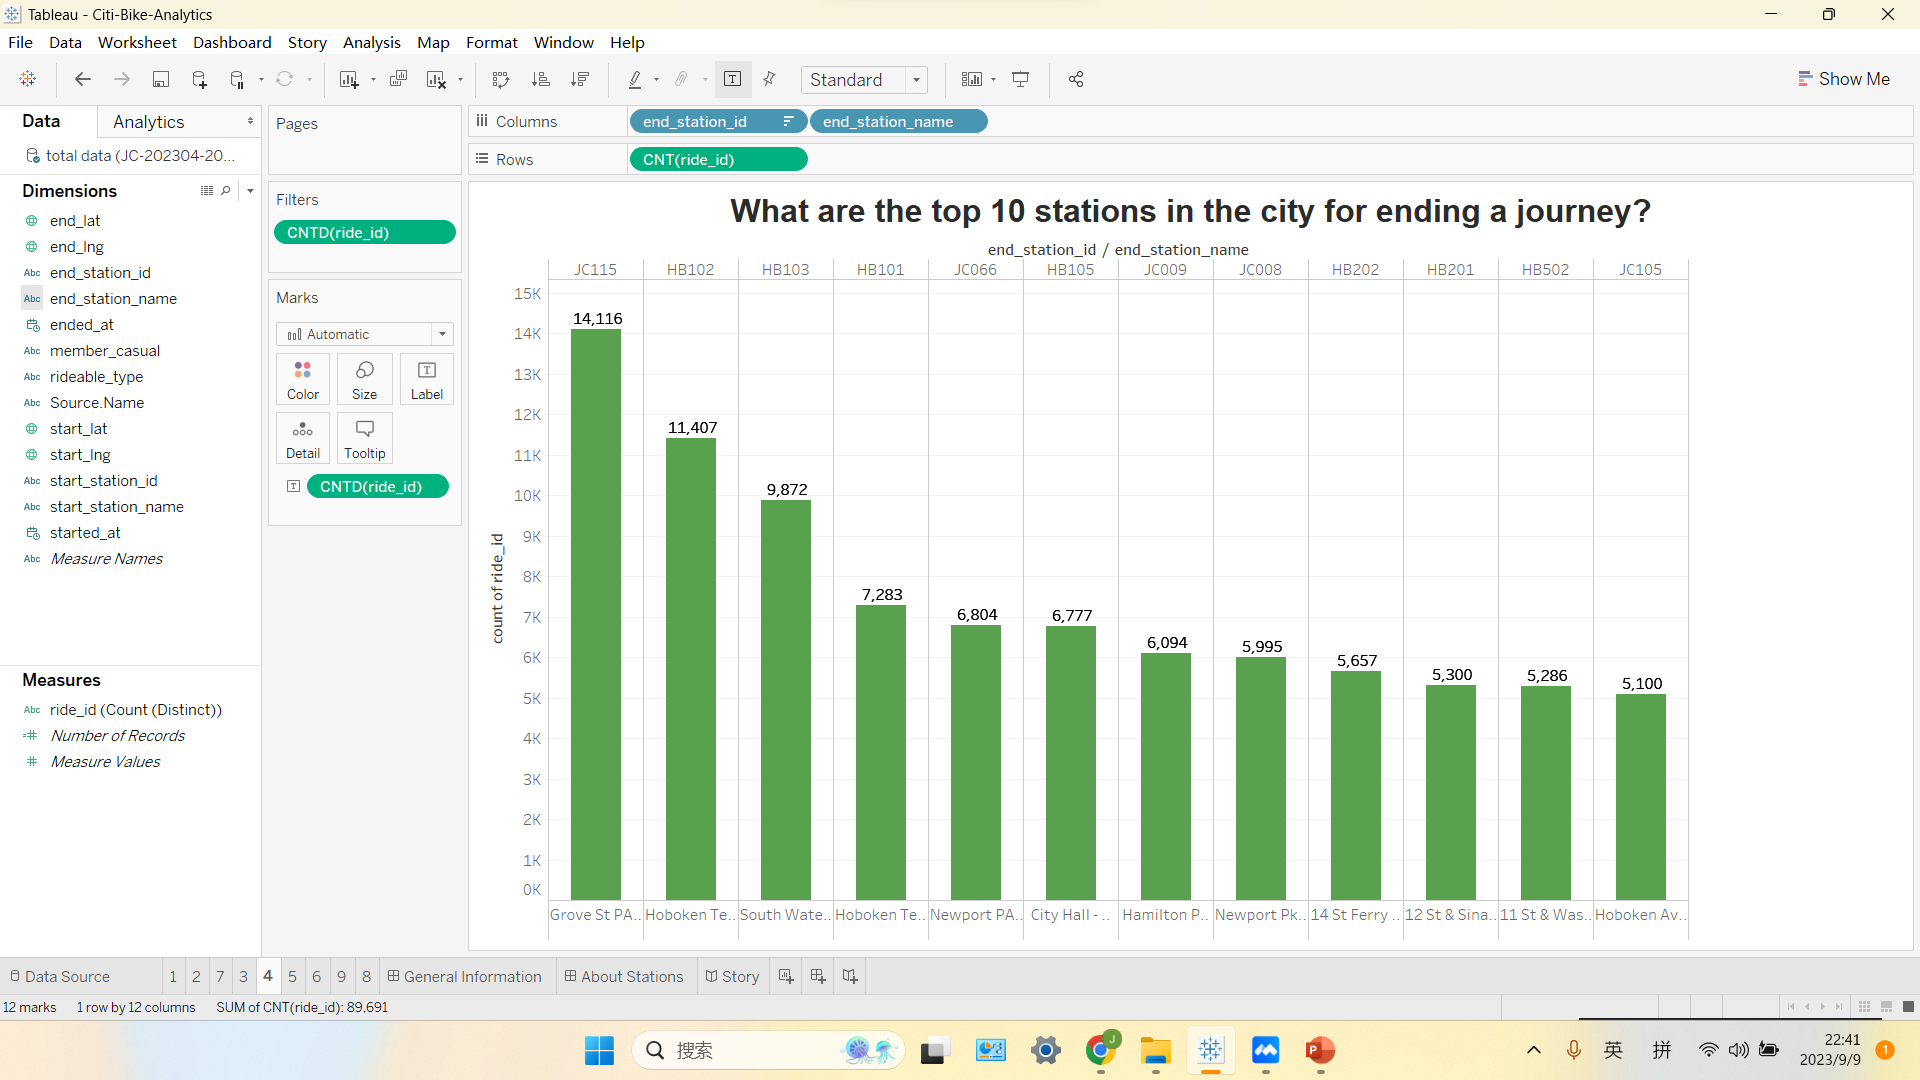 Tableau - Citi-Bike-Analytics
File Data Worksheet Dashboard Story Analysis Map Format Window Help
Standard
Show Me
Data Analytics
total data (JC-202304-20...
Dimensions
end_lat
end_lng
Abc end_station_id
Abc end_station_name
ended_at
Abc member_casual
Abc rideable_type
Abc Source.Name
start_lat
start_lng
Abc start_station_id
Abc start_station_name
started_at
Abc Measure Names
Measures
Abc ride_id (Count (Distinct))
=# Number of Records
# Measure Values
Pages
Filters
CNTD(ride_id)
Marks
Automatic
Color Size Label
Detail Tooltip
CNTD(ride_id)
Columns end_station_id end_station_name
Rows CNT(ride_id)
What are the top 10 stations in the city for ending a journey?
end_station_id / end_station_name
JC115 HB102 HB103 HB101 JC066 HB105 JC009 JC008 HB202 HB201 HB502 JC105
15K
14K
13K
12K
11K
10K
9K
8K
7K
6K
5K
4K
3K
2K
1K
0K
count of ride_id
14,116
11,407
9,872
7,283
6,804
6,777
6,094
5,995
5,657
5,300
5,286
5,100
Grove St PA.. Hoboken Te.. South Wate.. Hoboken Te.. Newport PA.. City Hall - .. Hamilton P.. Newport Pk.. 14 St Ferry .. 12 St & Sina.. 11 St & Was.. Hoboken Av..
Data Source 1 2 7 3 4 5 6 9 8 General Information About Stations Story
12 marks 1 row by 12 columns SUM of CNT(ride_id): 89,691
搜索
英 拼
22:41
2023/9/9
1